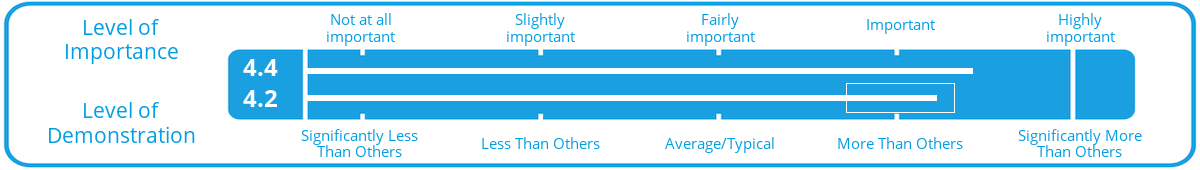 Level of
Importance
Not at all
important
Slightly
important
Fairly
important
Important
Highly
important
4.4
4.2
Level of
Demonstration
Significantly Less
Than Others
Less Than Others
Average/Typical
More Than Others
Significantly More
Than Others